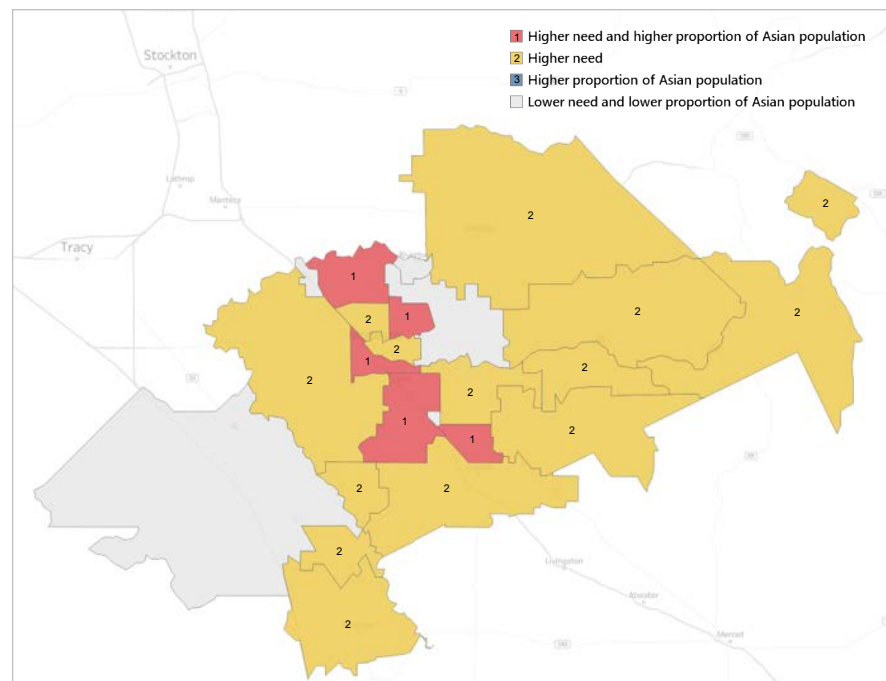 1 Higher need and higher proportion of Asian population
2 Higher need
3 Higher proportion of Asian population
Lower need and lower proportion of Asian population
Stockton
Lathrop
Manteca
Tracy
2
2
1
2
2
1
2
2
1
2
2
2
1
2
1
2
2
2
2
Livingston
Atwater
Merced